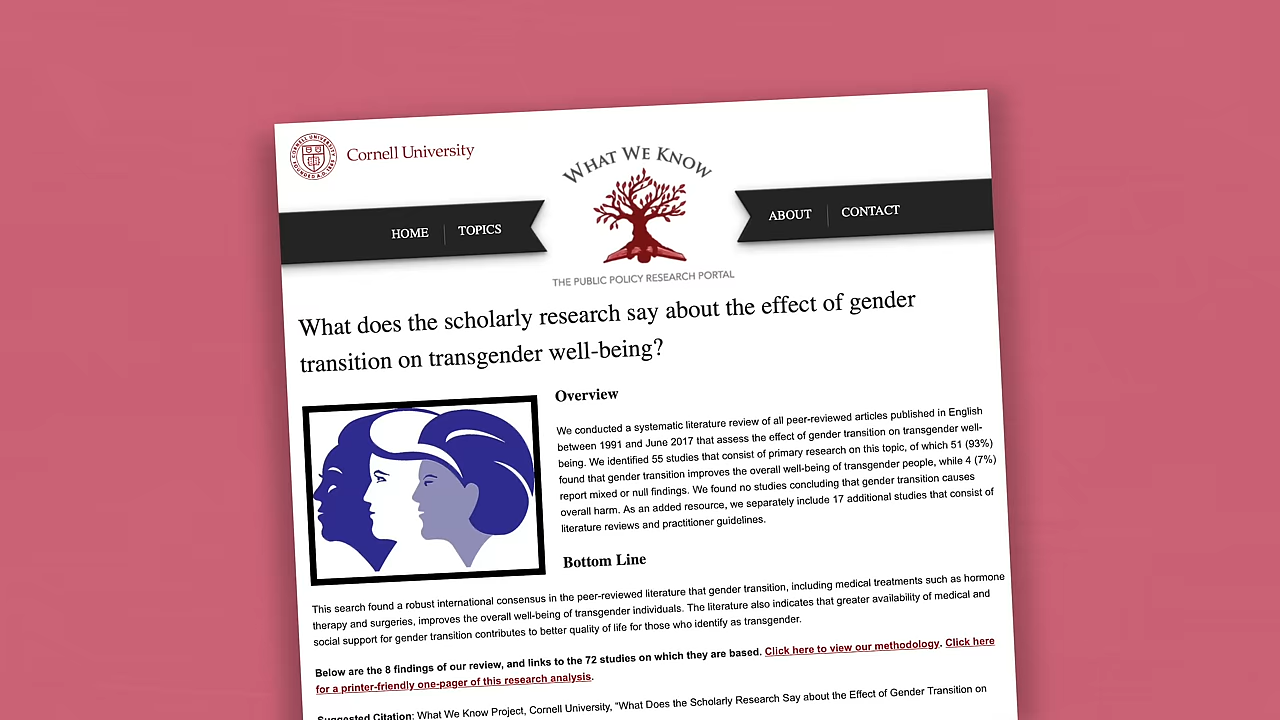 Cornell University
WHAT WE KNOW
HOME
TOPICS
ABOUT
CONTACT
THE PUBLIC POLICY RESEARCH PORTAL
What does the scholarly research say about the effect of gender
transition on transgender well-being?
Overview
We conducted a systematic literature review of all peer-reviewed articles published in English
between 1991 and June 2017 that assess the effect of gender transition on transgender well-
being. We identified 55 studies that consist of primary research on this topic, of which 51 (93%)
found that gender transition improves the overall well-being of transgender people, while 4 (7%)
report mixed or null findings. We found no studies concluding that gender transition causes
overall harm. As an added resource, we separately include 17 additional studies that consist of
literature reviews and practitioner guidelines.
Bottom Line
This search found a robust international consensus in the peer-reviewed literature that gender transition, including medical treatments such as hormone
therapy and surgeries, improves the overall well-being of transgender individuals. The literature also indicates that greater availability of medical and
social support for gender transition contributes to better quality of life for those who identify as transgender.
Below are the 8 findings of our review, and links to the 72 studies on which they are based. Click here to view our methodology. Click here
for a printer-friendly one-pager of this research analysis.
Suggested Citation: What We Know Project, Cornell University, "What Does the Scholarly Research Say about the Effect of Gender Transition on